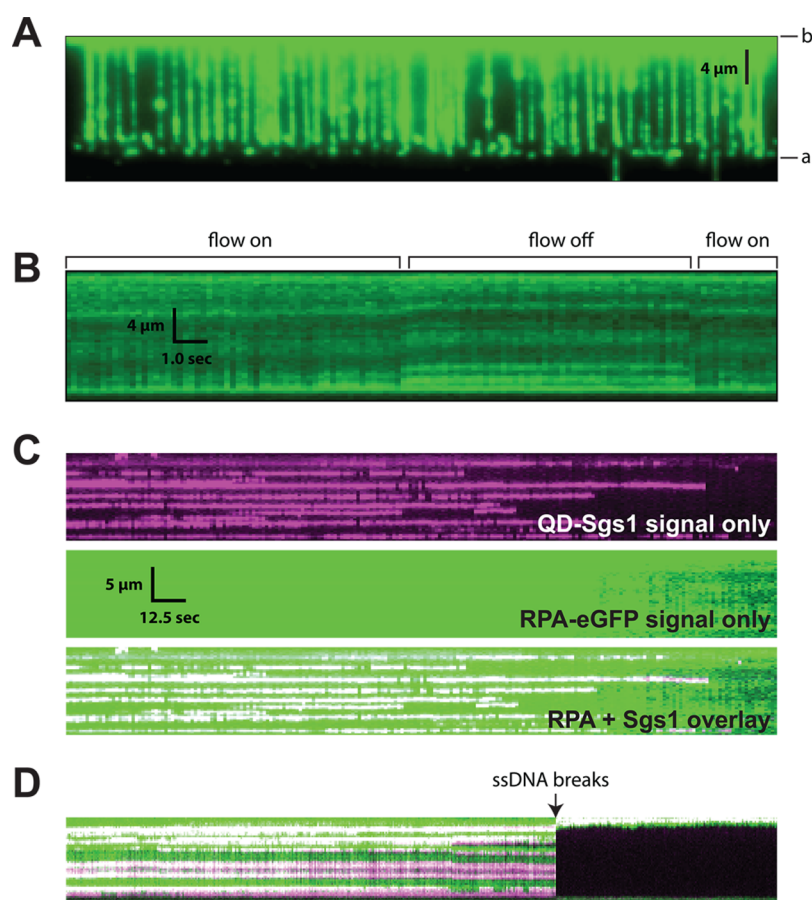 A
b
4 μm
a
flow on
flow off
flow on
B
4 μm
1.0 sec
C
QD-Sgs1 signal only
5 μm
12.5 sec
RPA-eGFP signal only
RPA + Sgs1 overlay
D
ssDNA breaks